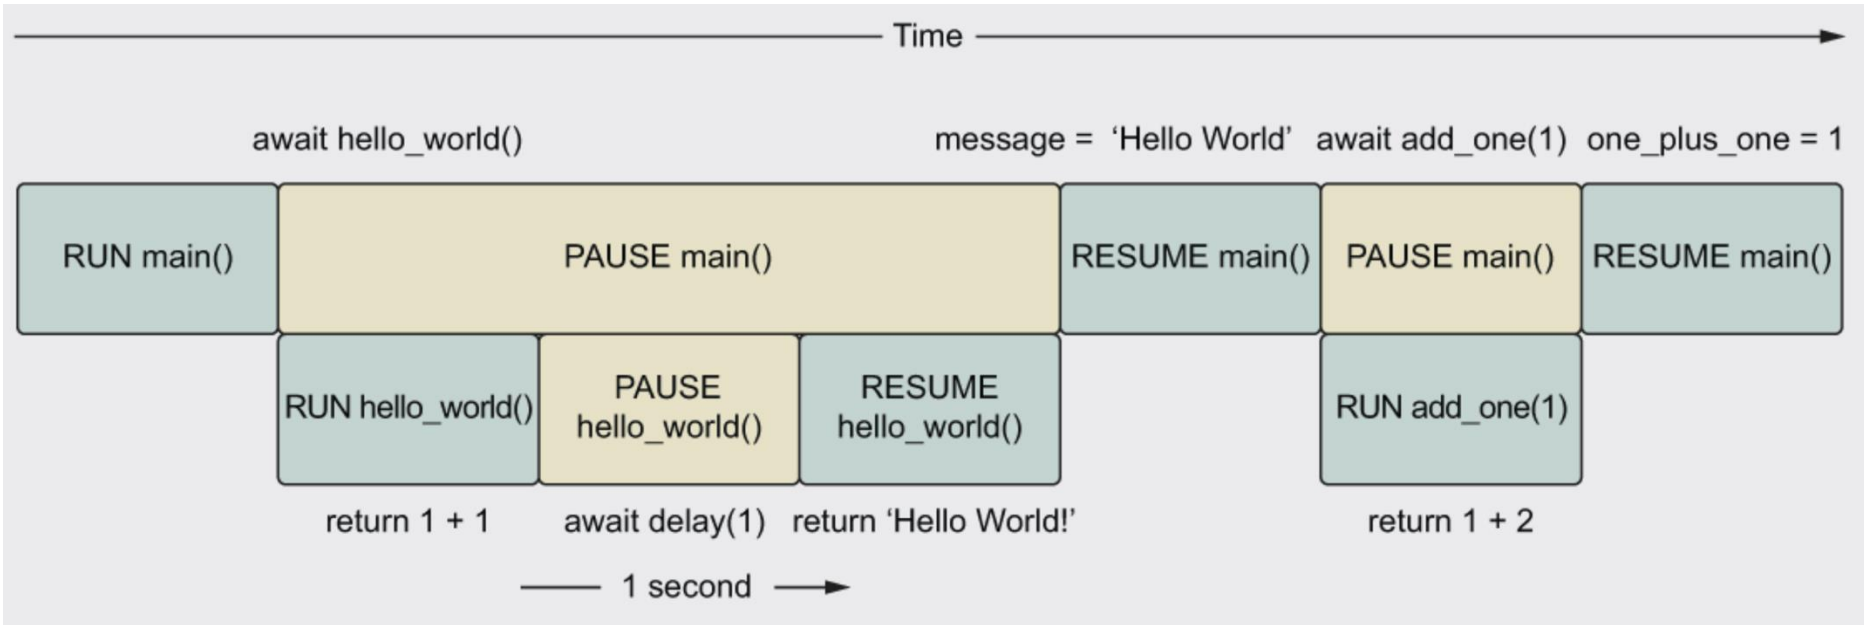 Time
await hello_world()
message = ‘Hello World’
await add_one(1)
one_plus_one = 1
RUN main()
PAUSE main()
RESUME main()
PAUSE main()
RESUME main()
RUN hello_world()
PAUSE
hello_world()
RESUME
hello_world()
RUN add_one(1)
return 1 + 1
await delay(1)
return ‘Hello World!’
return 1 + 2
1 second